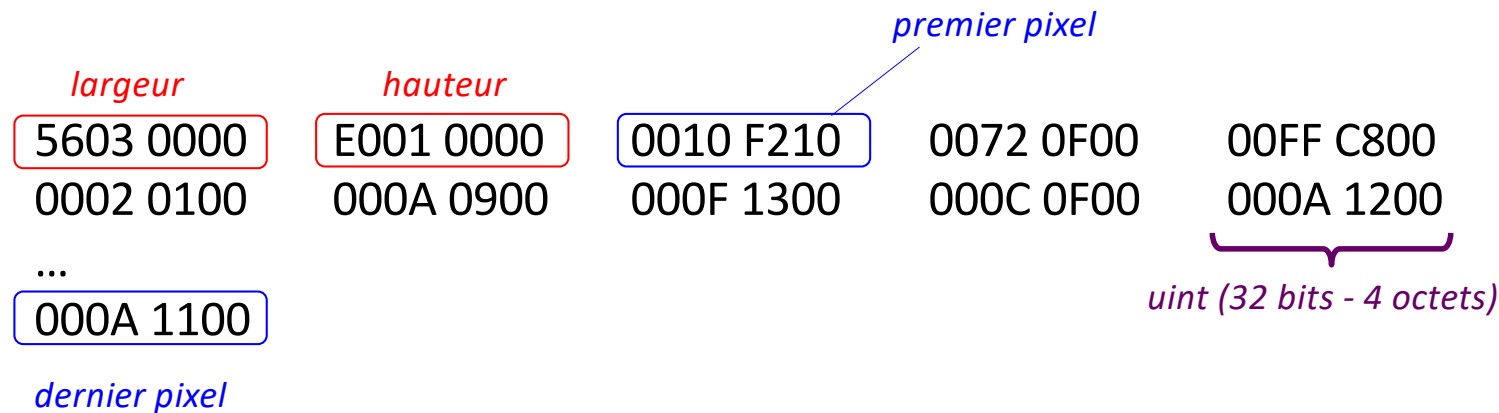 premier pixel
largeur hauteur
5603 0000 E001 0000 0010 F210 0072 0F00 00FF C800
0002 0100 000A 0900 000F 1300 000C 0F00 000A 1200
...
uint (32 bits - 4 octets)
000A 1100
dernier pixel